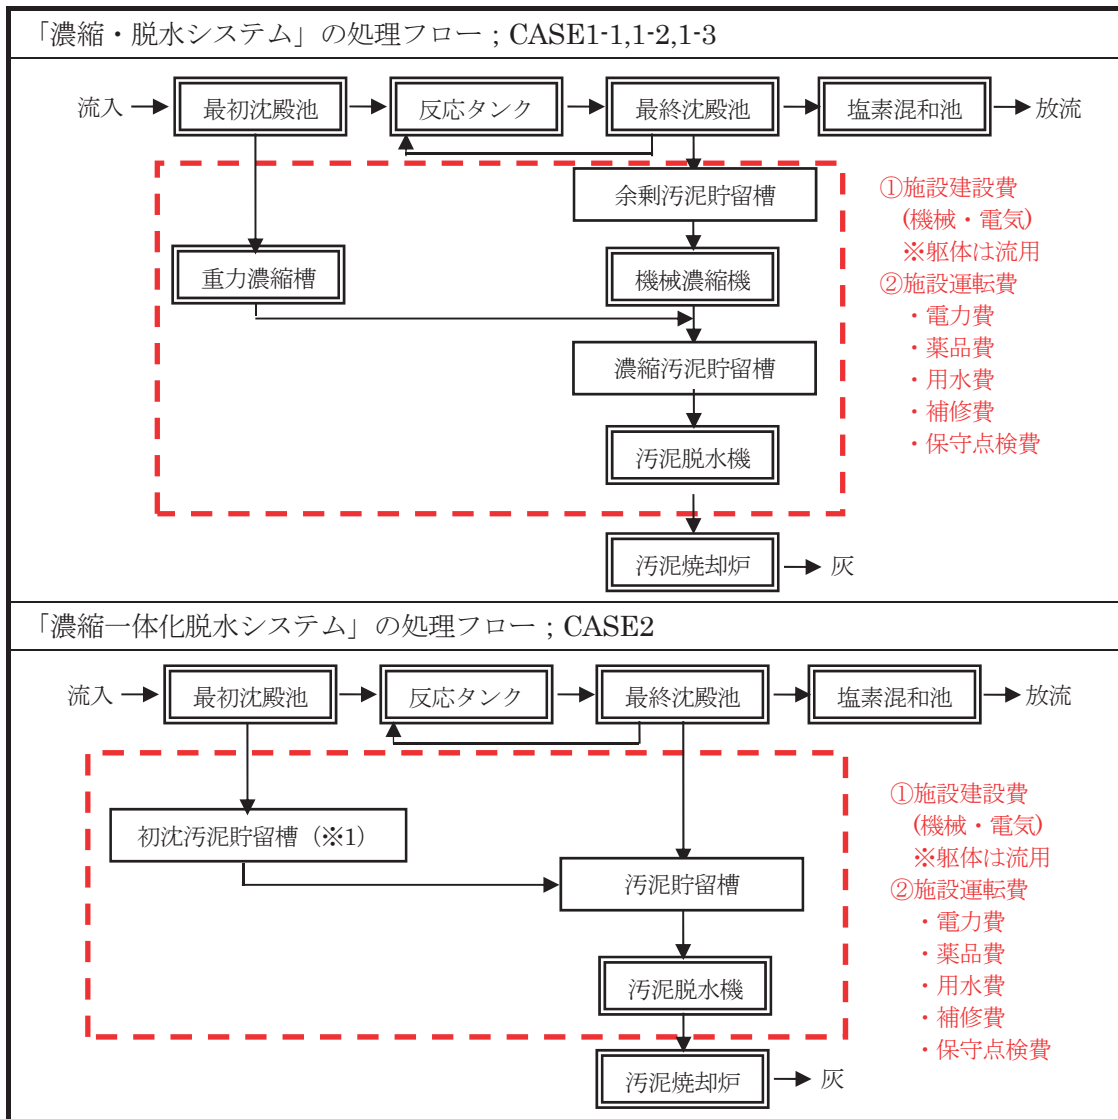 「濃縮・脱水システム」の処理フロー；CASE1-1,1-2,1-3
流入
最初沈殿池
反応タンク
最終沈殿池
塩素混和池
放流
余剰汚泥貯留槽
重力濃縮槽
機械濃縮機
濃縮汚泥貯留槽
汚泥脱水機
汚泥焼却炉
灰
①施設建設費
(機械・電気)
※躯体は流用
②施設運転費
・電力費
・薬品費
・用水費
・補修費
・保守点検費
「濃縮一体化脱水システム」の処理フロー；CASE2
流入
最初沈殿池
反応タンク
最終沈殿池
塩素混和池
放流
初沈汚泥貯留槽（※1）
汚泥貯留槽
汚泥脱水機
汚泥焼却炉
灰
①施設建設費
(機械・電気)
※躯体は流用
②施設運転費
・電力費
・薬品費
・用水費
・補修費
・保守点検費